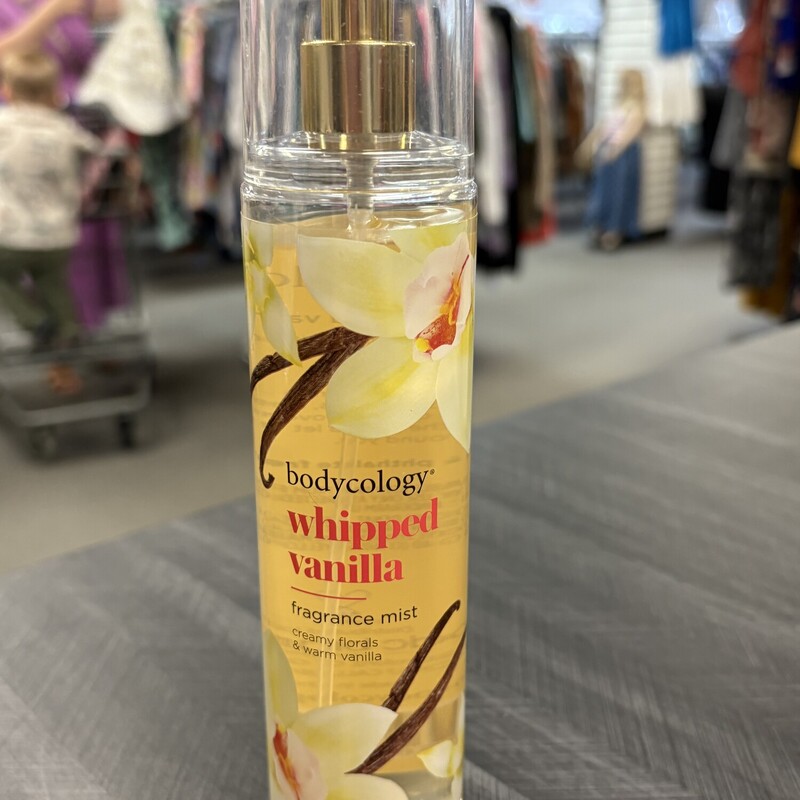 bodycology®
whipped
vanilla
fragrance mist
creamy florals
& warm vanilla